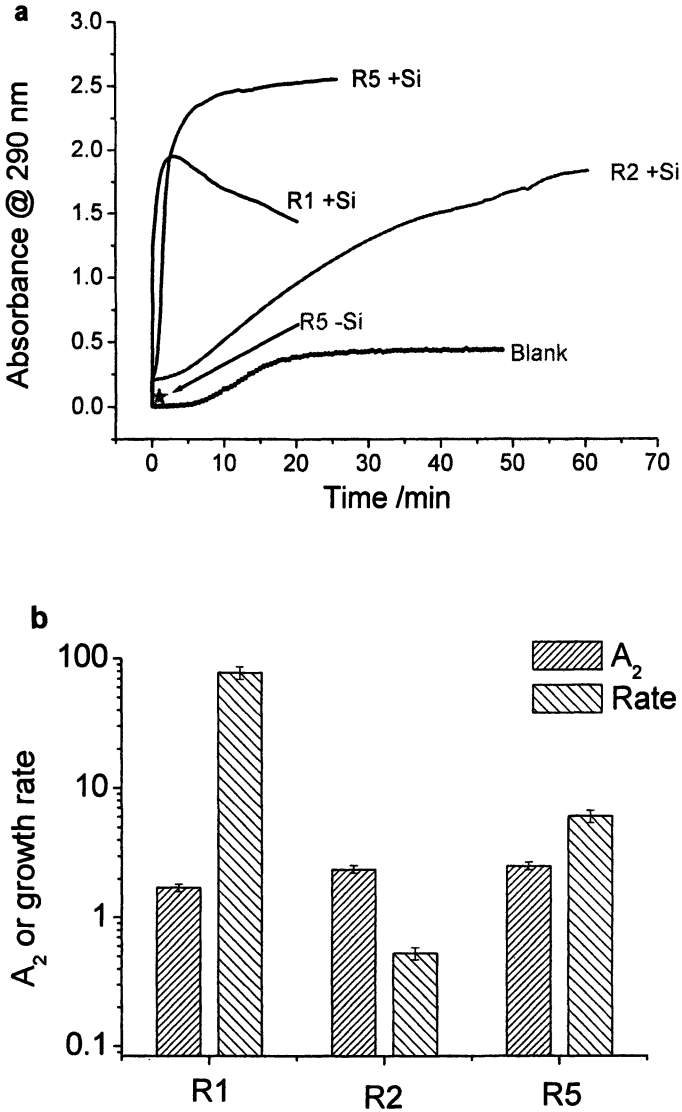 a
Absorbance @ 290 nm
3.0
2.5
2.0
1.5
1.0
0.5
0.0
R5 +Si
R1 +Si
R2 +Si
R5 -Si
Blank
0 10 20 30 40 50 60 70
Time /min
b
A2 or growth rate
100
10
1
0.1
A2
Rate
R1 R2 R5